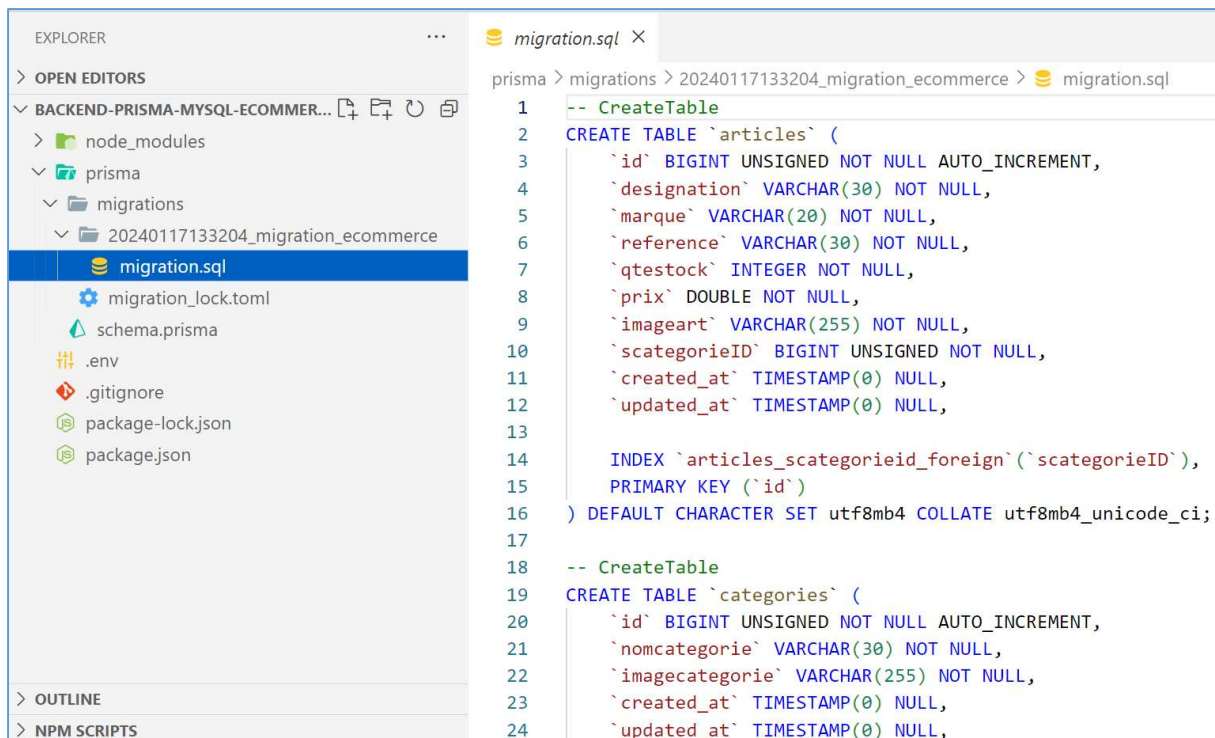 EXPLORER
...
> OPEN EDITORS
BACKEND-PRISMA-MYSQL-ECOMMER...
> node_modules
prisma
migrations
20240117133204_migration_ecommerce
migration.sql
migration_lock.toml
schema.prisma
.env
.gitignore
package-lock.json
package.json
> OUTLINE
> NPM SCRIPTS
migration.sql ×
prisma > migrations > 20240117133204_migration_ecommerce > migration.sql
1 -- CreateTable
2 CREATE TABLE `articles` (
3     `id` BIGINT UNSIGNED NOT NULL AUTO_INCREMENT,
4     `designation` VARCHAR(30) NOT NULL,
5     `marque` VARCHAR(20) NOT NULL,
6     `reference` VARCHAR(30) NOT NULL,
7     `qtestock` INTEGER NOT NULL,
8     `prix` DOUBLE NOT NULL,
9     `imageart` VARCHAR(255) NOT NULL,
10     `scategorieID` BIGINT UNSIGNED NOT NULL,
11     `created_at` TIMESTAMP(0) NULL,
12     `updated_at` TIMESTAMP(0) NULL,
13
14     INDEX `articles_scategorieid_foreign`(`scategorieID`),
15     PRIMARY KEY (`id`)
16 ) DEFAULT CHARACTER SET utf8mb4 COLLATE utf8mb4_unicode_ci;
17
18 -- CreateTable
19 CREATE TABLE `categories` (
20     `id` BIGINT UNSIGNED NOT NULL AUTO_INCREMENT,
21     `nomcategorie` VARCHAR(30) NOT NULL,
22     `imagecategorie` VARCHAR(255) NOT NULL,
23     `created_at` TIMESTAMP(0) NULL,
24     `updated_at` TIMESTAMP(0) NULL,